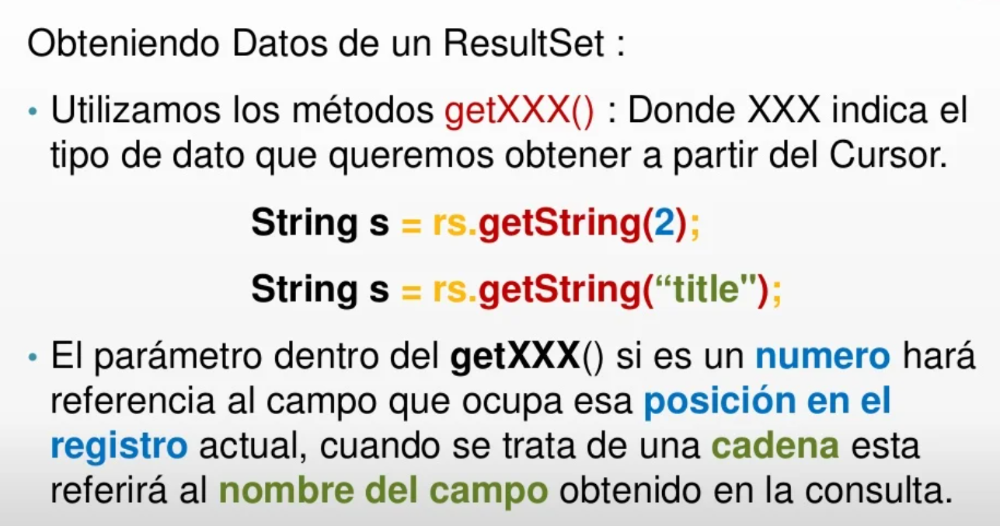 Obteniendo Datos de un ResultSet :
• Utilizamos los métodos getXXX() : Donde XXX indica el
tipo de dato que queremos obtener a partir del Cursor.
String s = rs.getString(2);
String s = rs.getString(“title");
• El parámetro dentro del getXXX() si es un numero hará
referencia al campo que ocupa esa posición en el
registro actual, cuando se trata de una cadena esta
referirá al nombre del campo obtenido en la consulta.